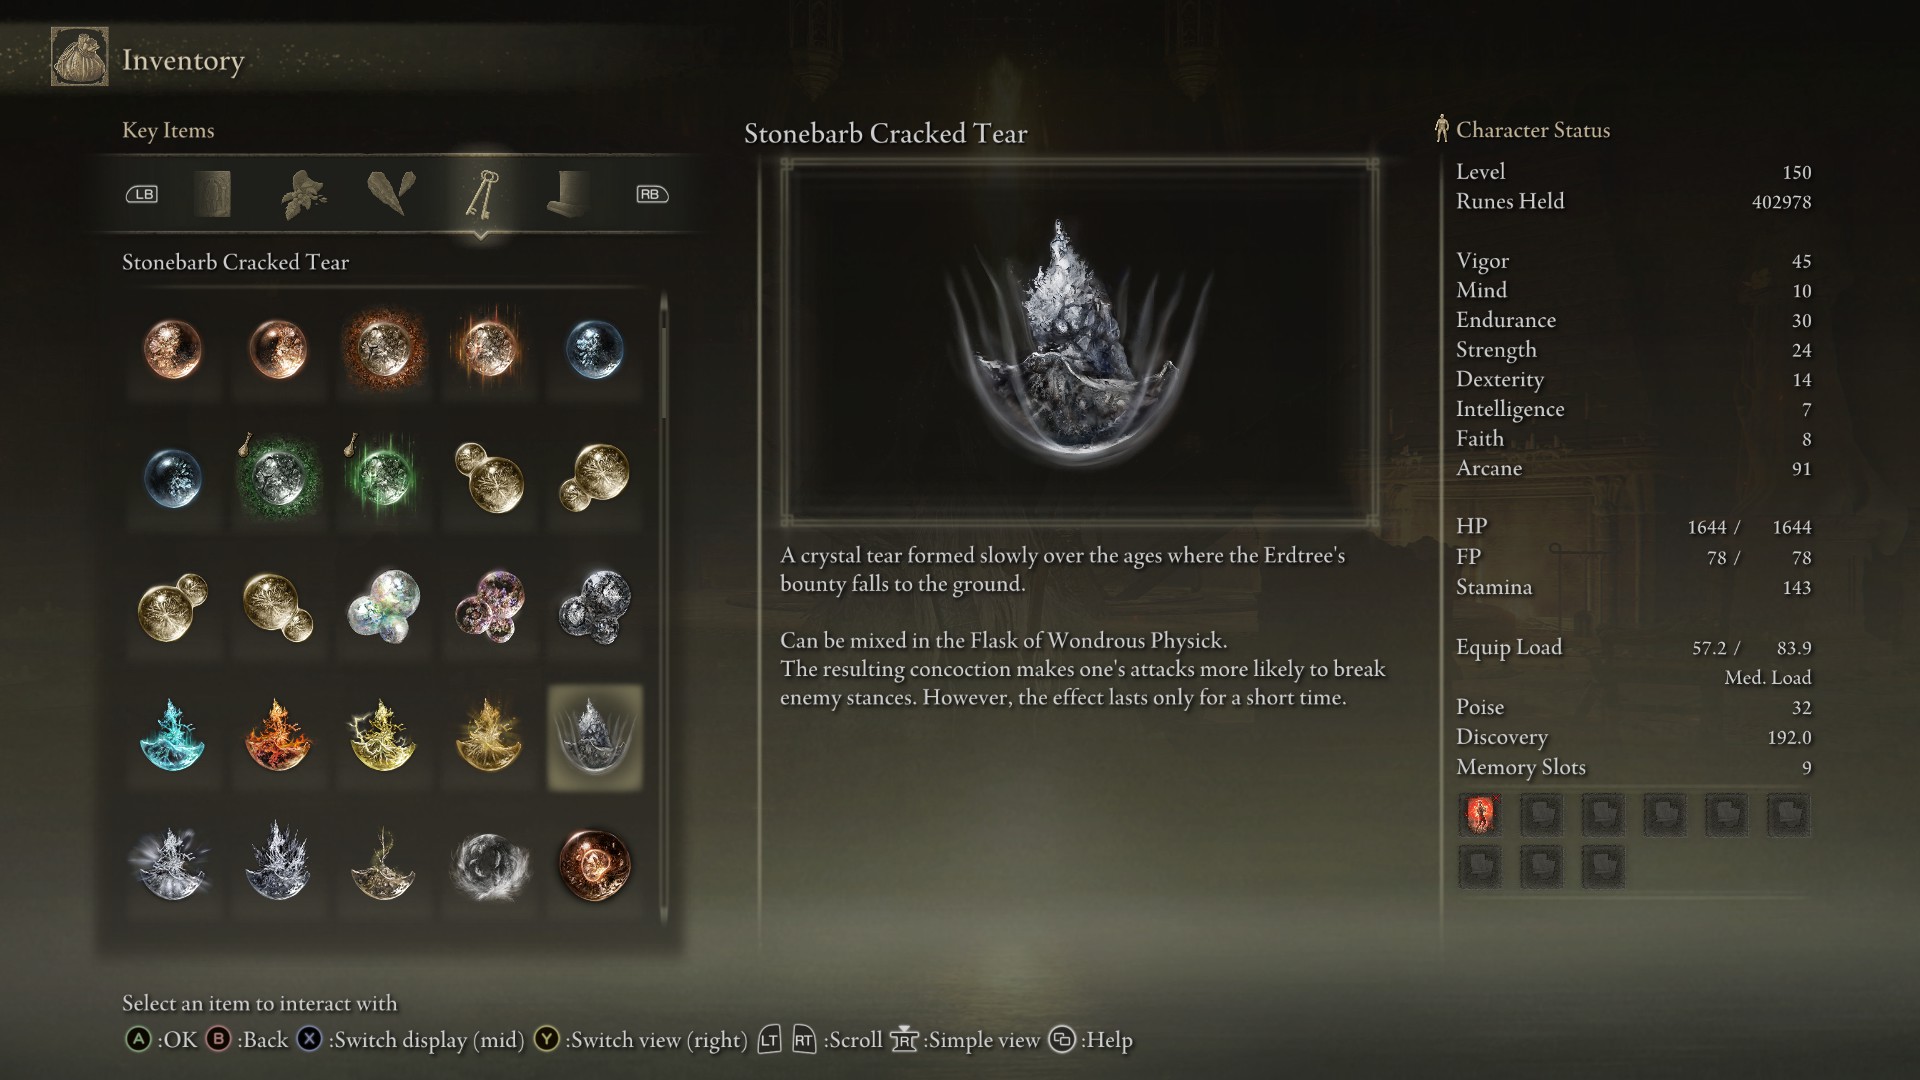 Inventory
Key Items
LB
RB
Stonebarb Cracked Tear
Stonebarb Cracked Tear
A crystal tear formed slowly over the ages where the Erdtree's
bounty falls to the ground.
Can be mixed in the Flask of Wondrous Physick.
The resulting concoction makes one's attacks more likely to break
enemy stances. However, the effect lasts only for a short time.
Character Status
Level 150
Runes Held 402978
Vigor 45
Mind 10
Endurance 30
Strength 24
Dexterity 14
Intelligence 7
Faith 8
Arcane 91
HP 1644 / 1644
FP 78 / 78
Stamina 143
Equip Load 57.2 / 83.9
Med. Load
Poise 32
Discovery 192.0
Memory Slots 9
Select an item to interact with
A :OK B :Back X :Switch display (mid) Y :Switch view (right) LT RT :Scroll R :Simple view :Help